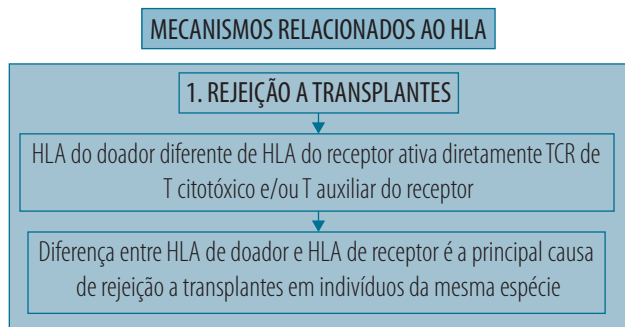 MECANISMOS RELACIONADOS AO HLA
1. REJEIÇÃO A TRANSPLANTES
HLA do doador diferente de HLA do receptor ativa diretamente TCR de
T citotóxico e/ou T auxiliar do receptor
Diferença entre HLA de doador e HLA de receptor é a principal causa
de rejeição a transplantes em indivíduos da mesma espécie